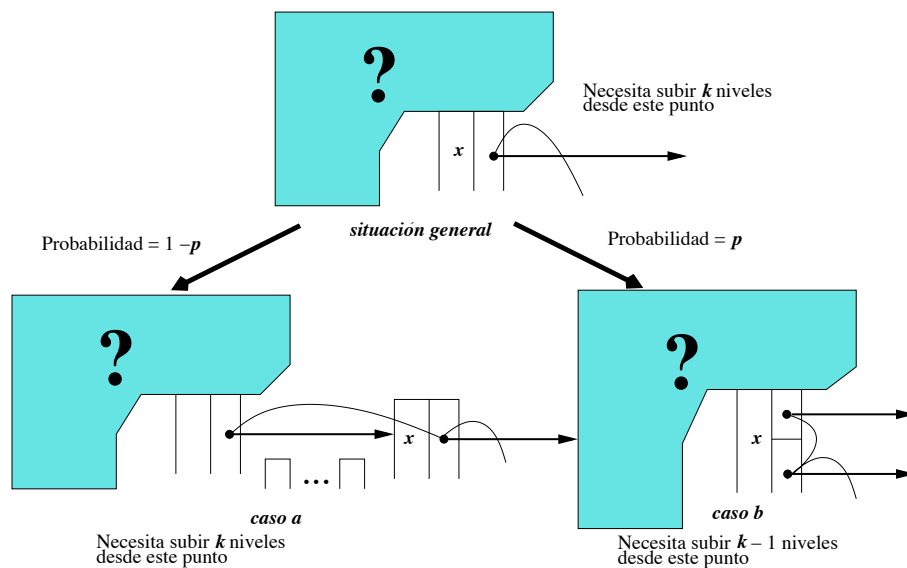 ?
Necesita subir k niveles
desde este punto
x
situación general
Probabilidad = 1 –p
Probabilidad = p
?
x
...
caso a
Necesita subir k niveles
desde este punto
?
x
caso b
Necesita subir k – 1 niveles
desde este punto